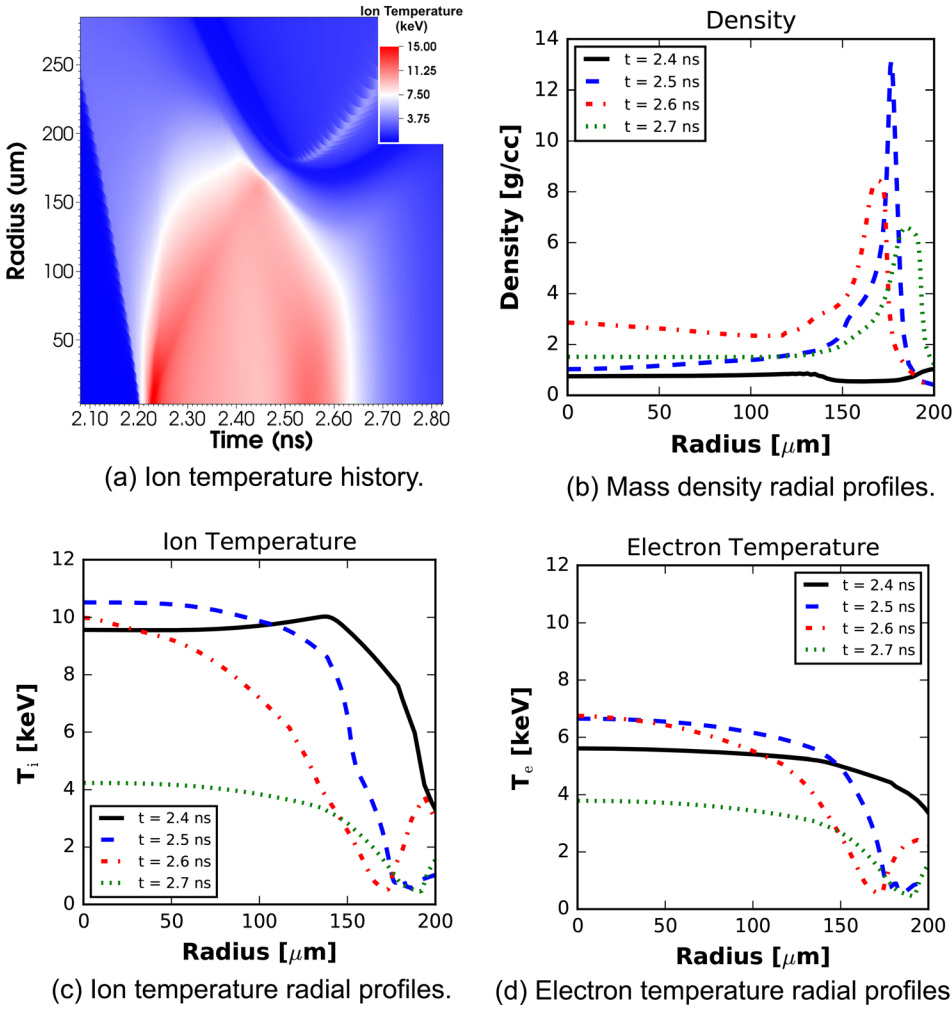 Ion Temperature
(keV)
15.00
11.25
7.50
3.75
250
200
150
100
50
Radius (um)
2.10 2.20 2.30 2.40 2.50 2.60 2.70 2.80
Time (ns)
(a) Ion temperature history.
Density
14
12
10
8
6
4
2
0
Density [g/cc]
t = 2.4 ns
t = 2.5 ns
t = 2.6 ns
t = 2.7 ns
0 50 100 150 200
Radius [μm]
(b) Mass density radial profiles.
Ion Temperature
12
10
8
6
4
2
0
T_i [keV]
t = 2.4 ns
t = 2.5 ns
t = 2.6 ns
t = 2.7 ns
0 50 100 150 200
Radius [μm]
(c) Ion temperature radial profiles.
Electron Temperature
12
10
8
6
4
2
0
T_e [keV]
t = 2.4 ns
t = 2.5 ns
t = 2.6 ns
t = 2.7 ns
0 50 100 150 200
Radius [μm]
(d) Electron temperature radial profiles